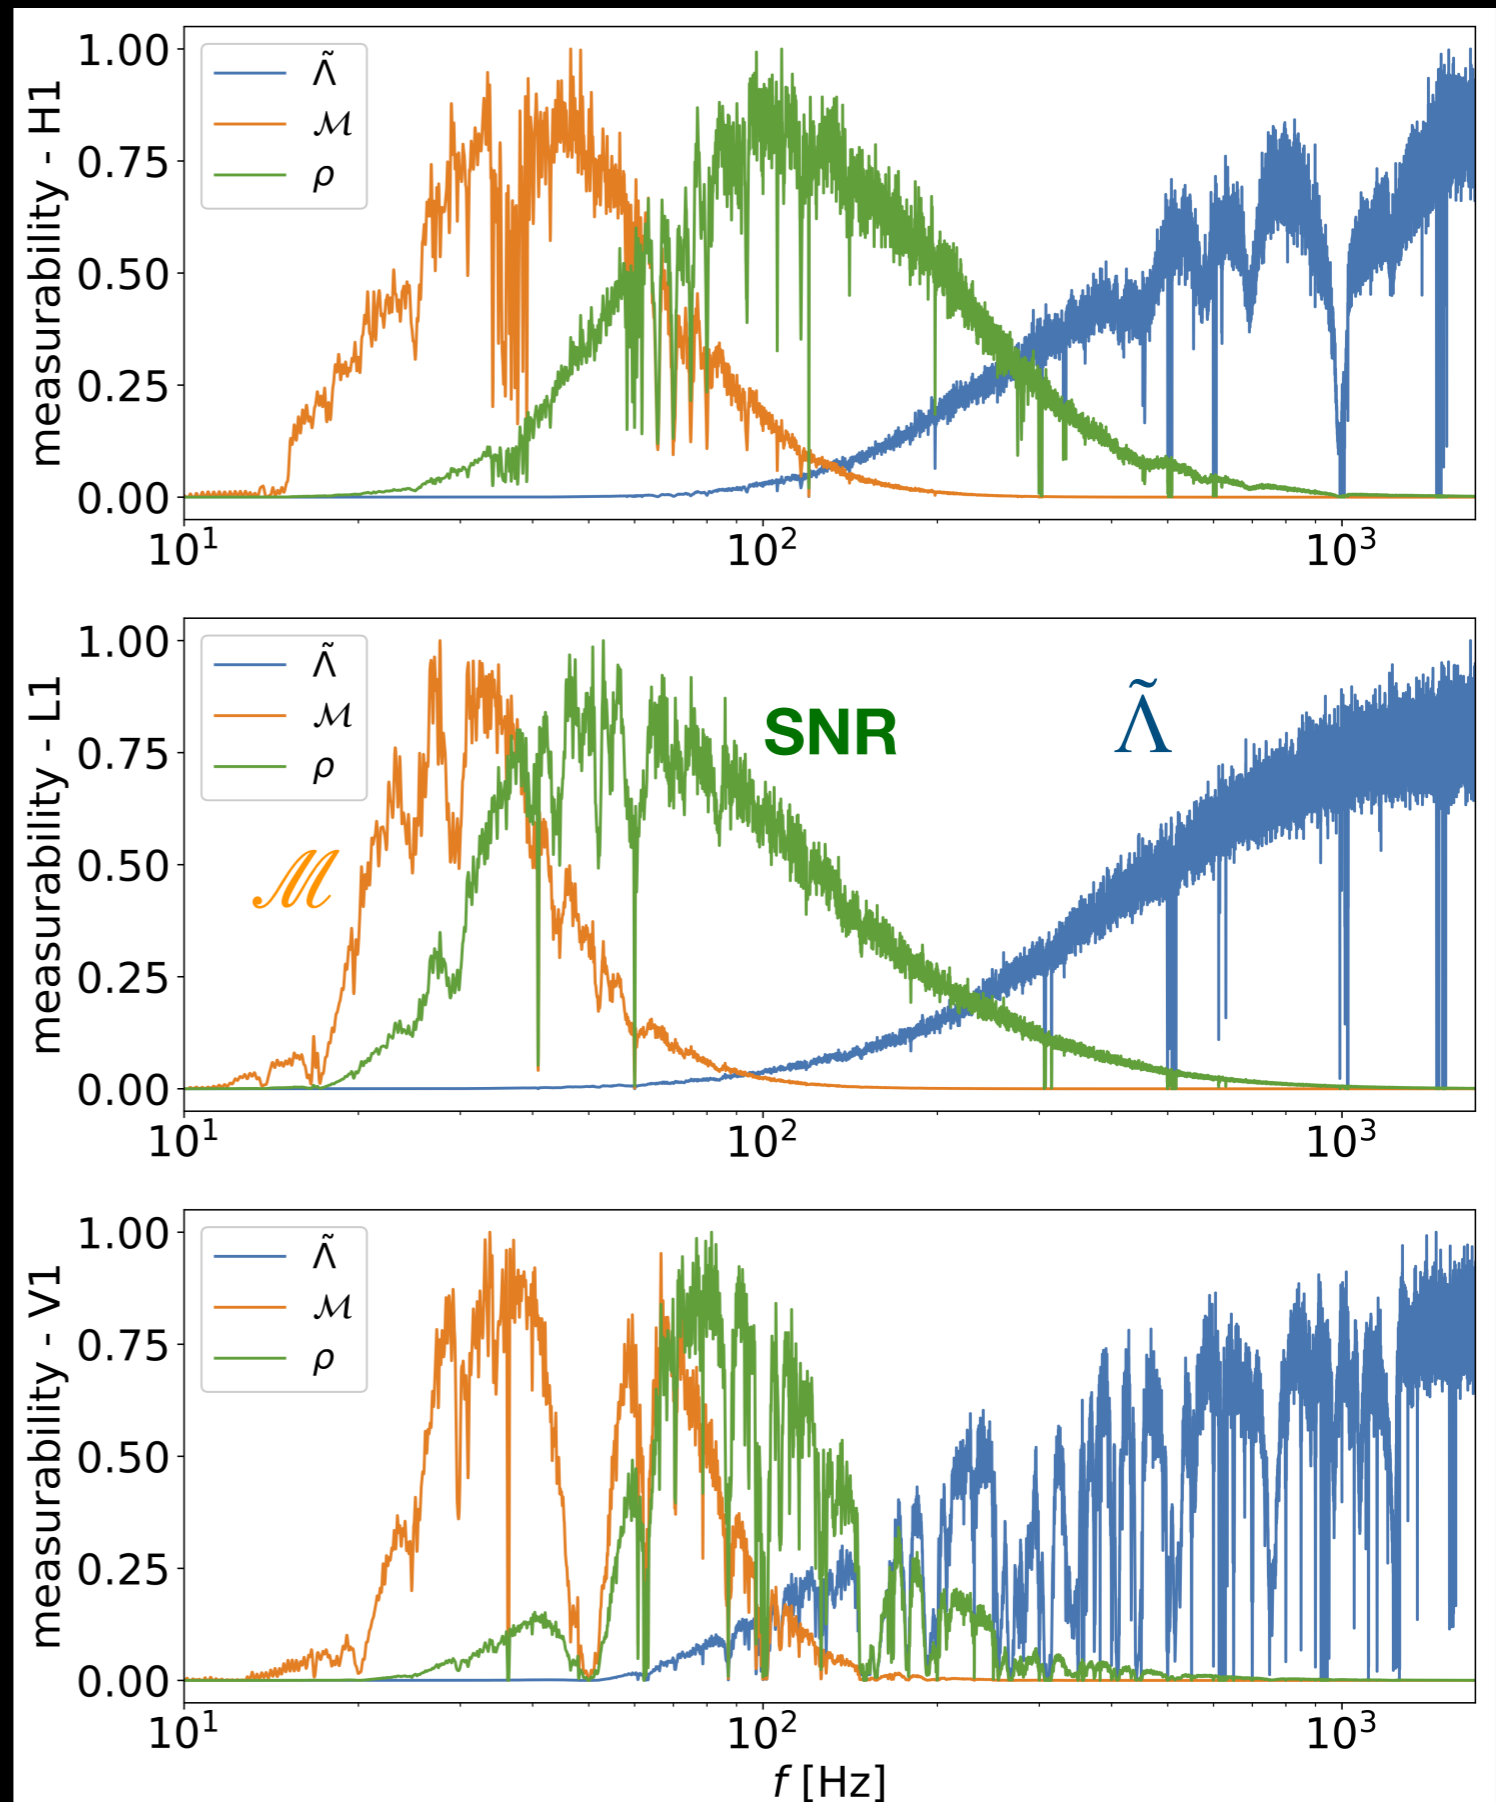 measurability - H1
1.00
0.75
0.50
0.25
0.00
Λ̃
ℳ
ρ
10¹ 10² 10³
measurability - L1
1.00
0.75
0.50
0.25
0.00
Λ̃
ℳ
ρ
ℳ
SNR
Λ̃
10¹ 10² 10³
measurability - V1
1.00
0.75
0.50
0.25
0.00
Λ̃
ℳ
ρ
10¹ 10² 10³
f [Hz]